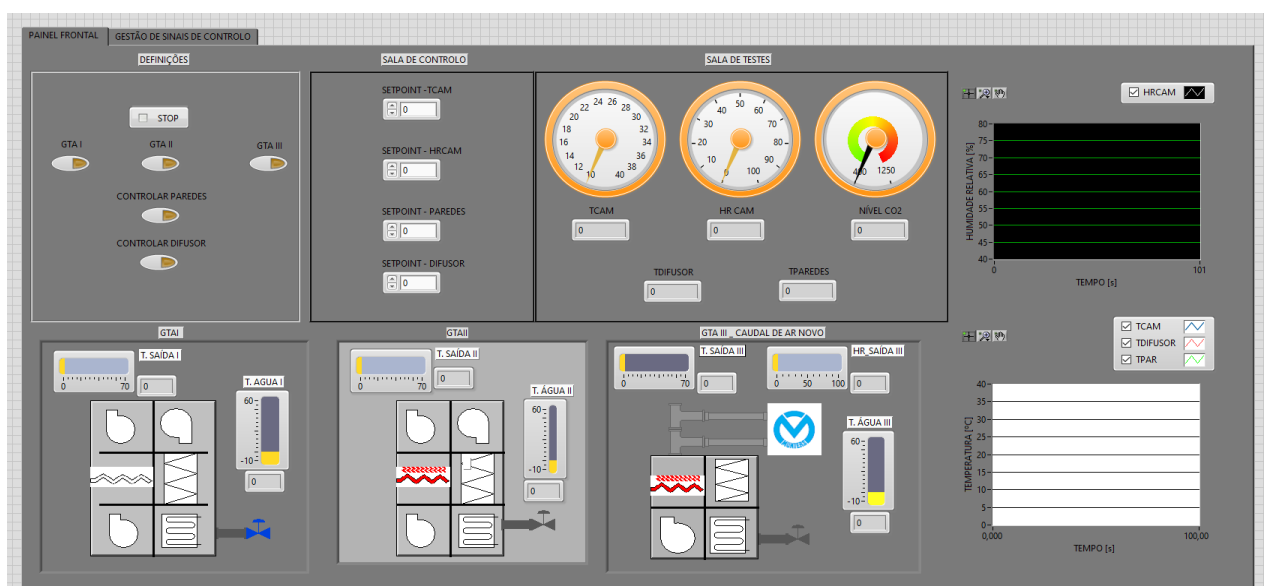 PAINEL FRONTAL
GESTÃO DE SINAIS DE CONTROLO
DEFINIÇÕES
STOP
GTA I
GTA II
GTA III
CONTROLAR PAREDES
CONTROLAR DIFUSOR
SALA DE CONTROLO
SETPOINT -TCAM
0
SETPOINT - HRCAM
0
SETPOINT - PAREDES
0
SETPOINT - DIFUSOR
0
SALA DE TESTES
10 12 14 16 18 20 22 24 26 28 30 32 34 36 38 40
TCAM
0
0 10 20 30 40 50 60 70 80 90 100
HR CAM
0
400 1250
NÍVEL CO2
0
TDIFUSOR
0
TPAREDES
0
HRCAM
HUMIDADE RELATIVA [%]
80
75
70
65
60
55
50
45
40
0 101
TEMPO [s]
GTAI
T. SAÍDA I
0 70
0
T. AGUA I
60
-10
0
GTAII
T. SAÍDA II
0 70
0
T. ÁGUA II
60
-10
0
GTA III _ CAUDAL DE AR NOVO
T. SAÍDA III
0 70
0
HR_SAÍDA III
0 50 100
0
T. ÁGUA III
60
-10
0
TCAM
TDIFUSOR
TPAR
TEMPERATURA [ºC]
40
35
30
25
20
15
10
5
0
0,000 100,00
TEMPO [s]